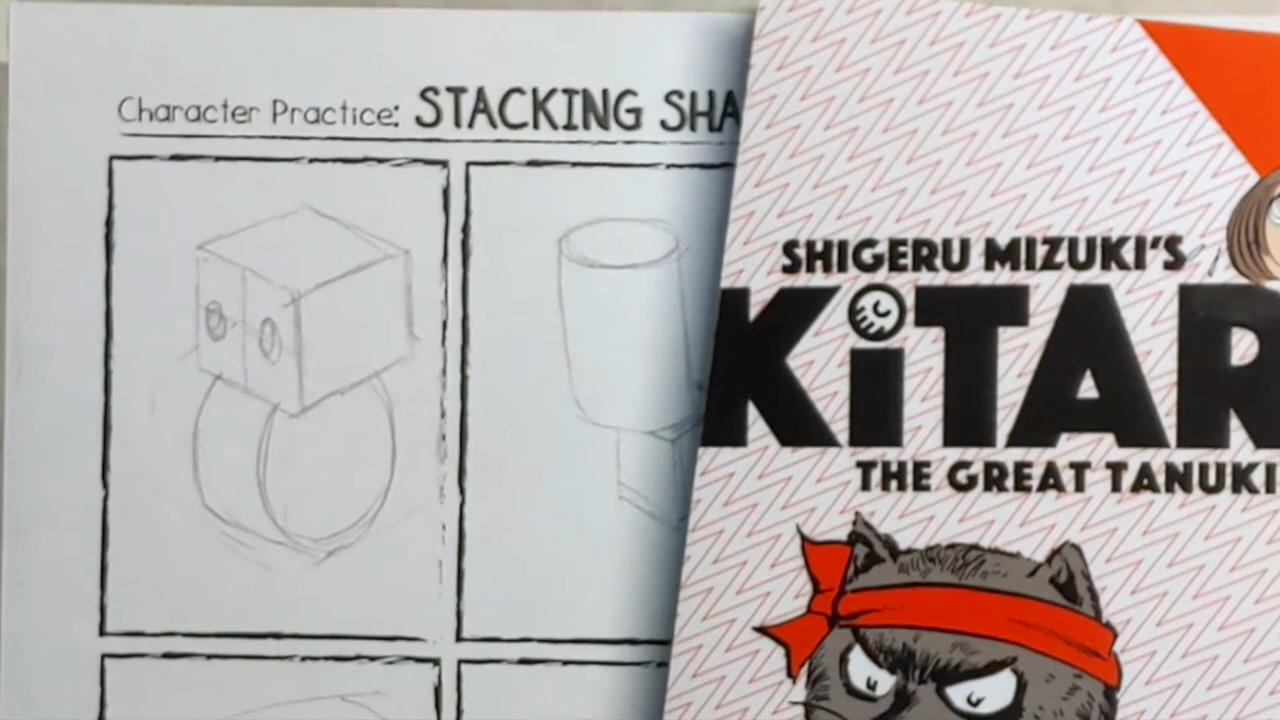 Character Practice: STACKING SHA
SHIGERU MIZUKI'S
KiTAR
THE GREAT TANUKI